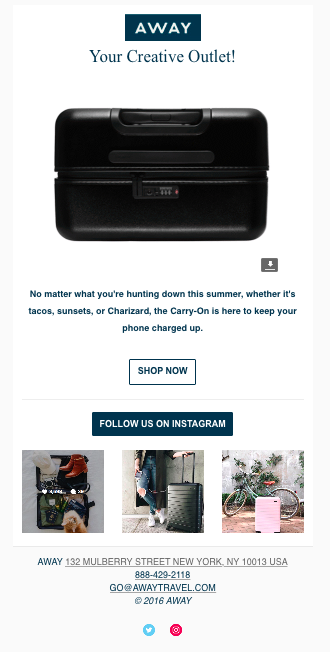 AWAY
Your Creative Outlet!
No matter what you're hunting down this summer, whether it's
tacos, sunsets, or Charizard, the Carry-On is here to keep your
phone charged up.
SHOP NOW
FOLLOW US ON INSTAGRAM
AWAY 132 MULBERRY STREET NEW YORK, NY 10013 USA
888-429-2118
GO@AWAYTRAVEL.COM
© 2016 AWAY